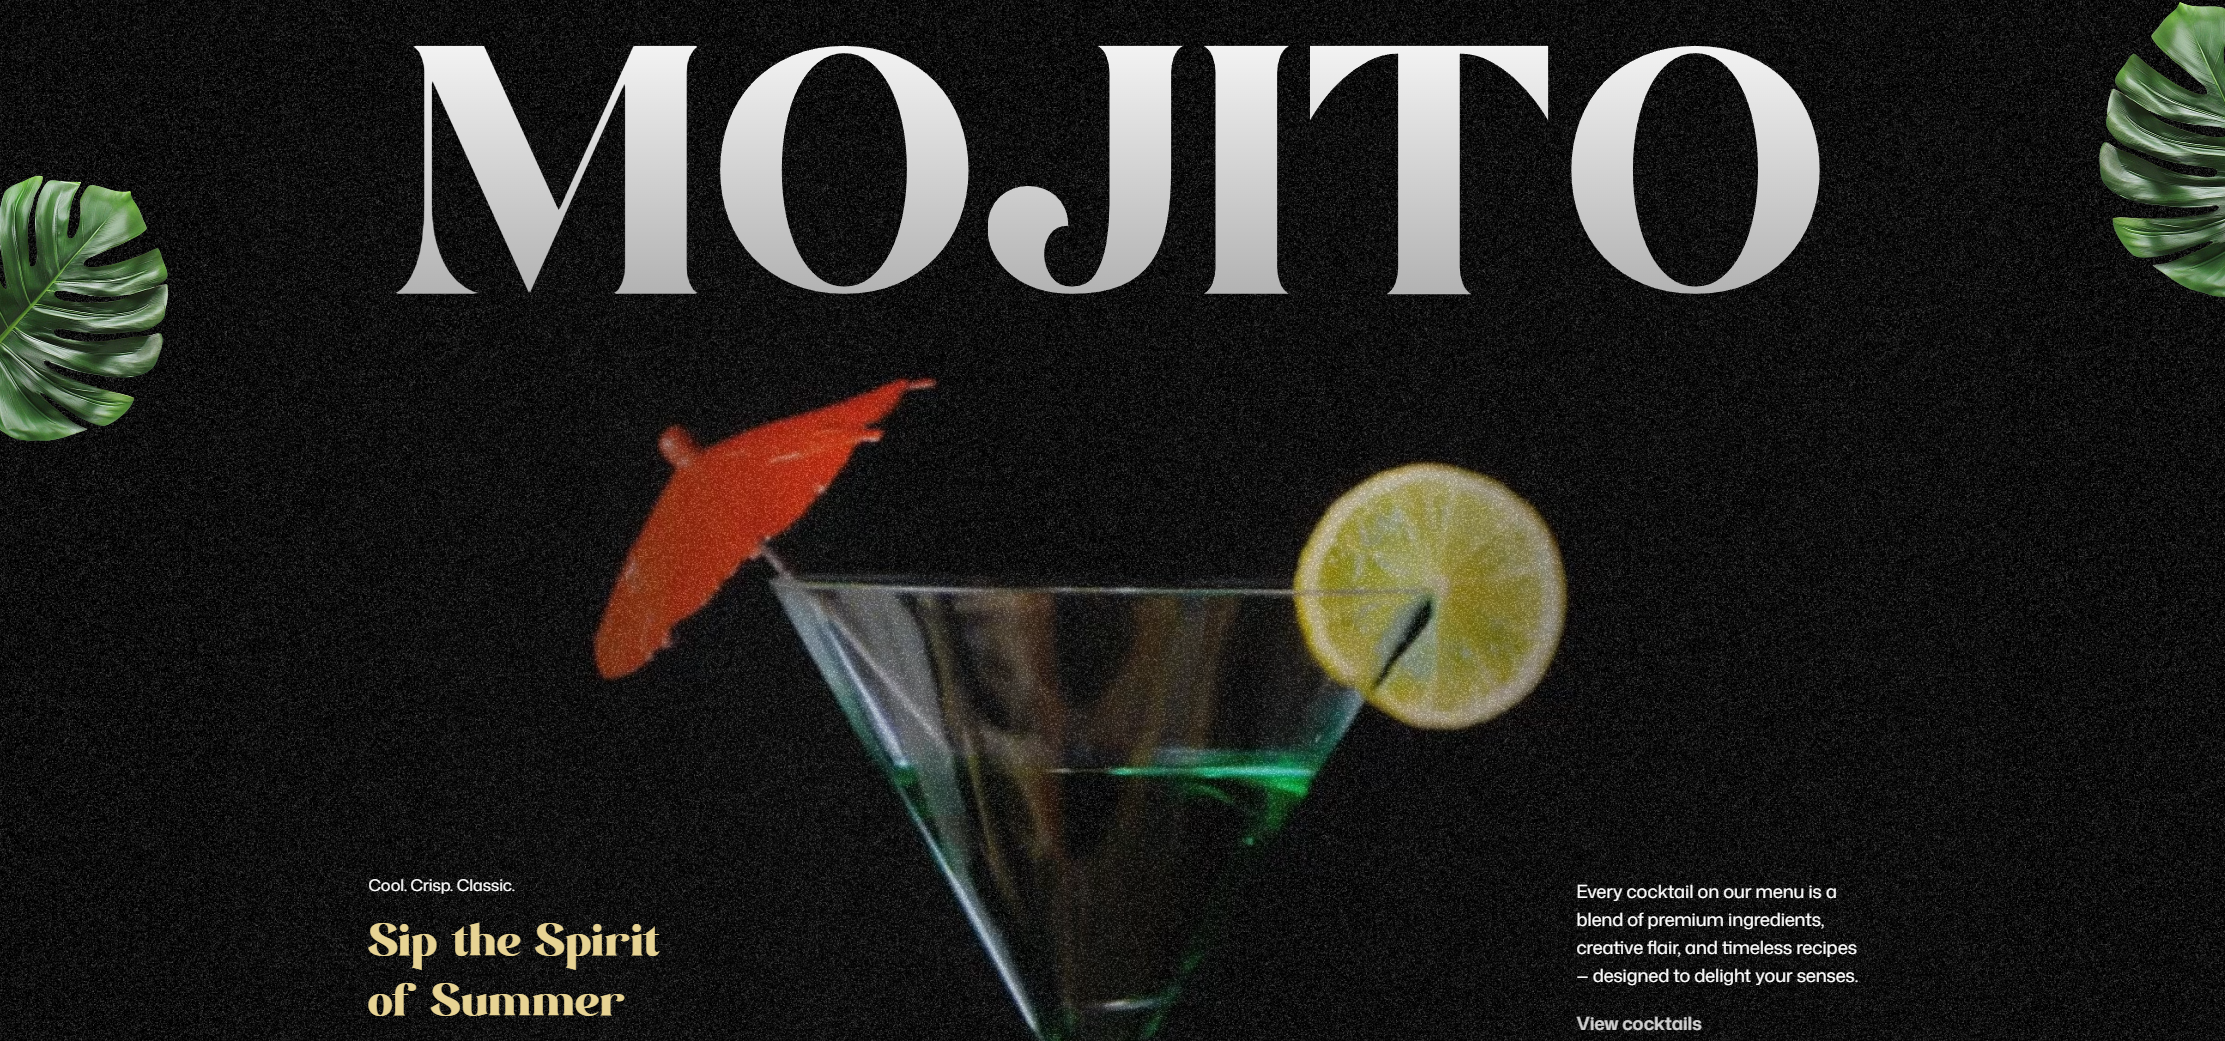 MOJITO
Cool. Crisp. Classic.
Sip the Spirit
of Summer
Every cocktail on our menu is a
blend of premium ingredients,
creative flair, and timeless recipes
– designed to delight your senses.
View cocktails